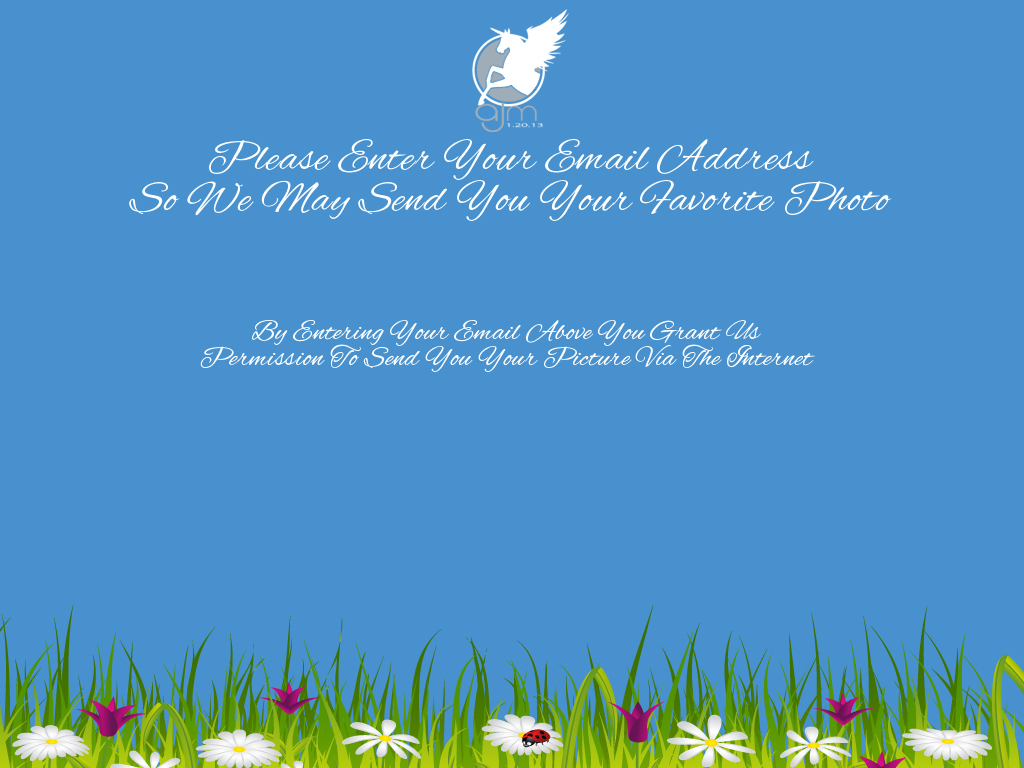 ajm
1.20.13
Please Enter Your Email Address
So We May Send You Your Favorite Photo
By Entering Your Email Above You Grant Us
Permission To Send You Your Picture Via The Internet